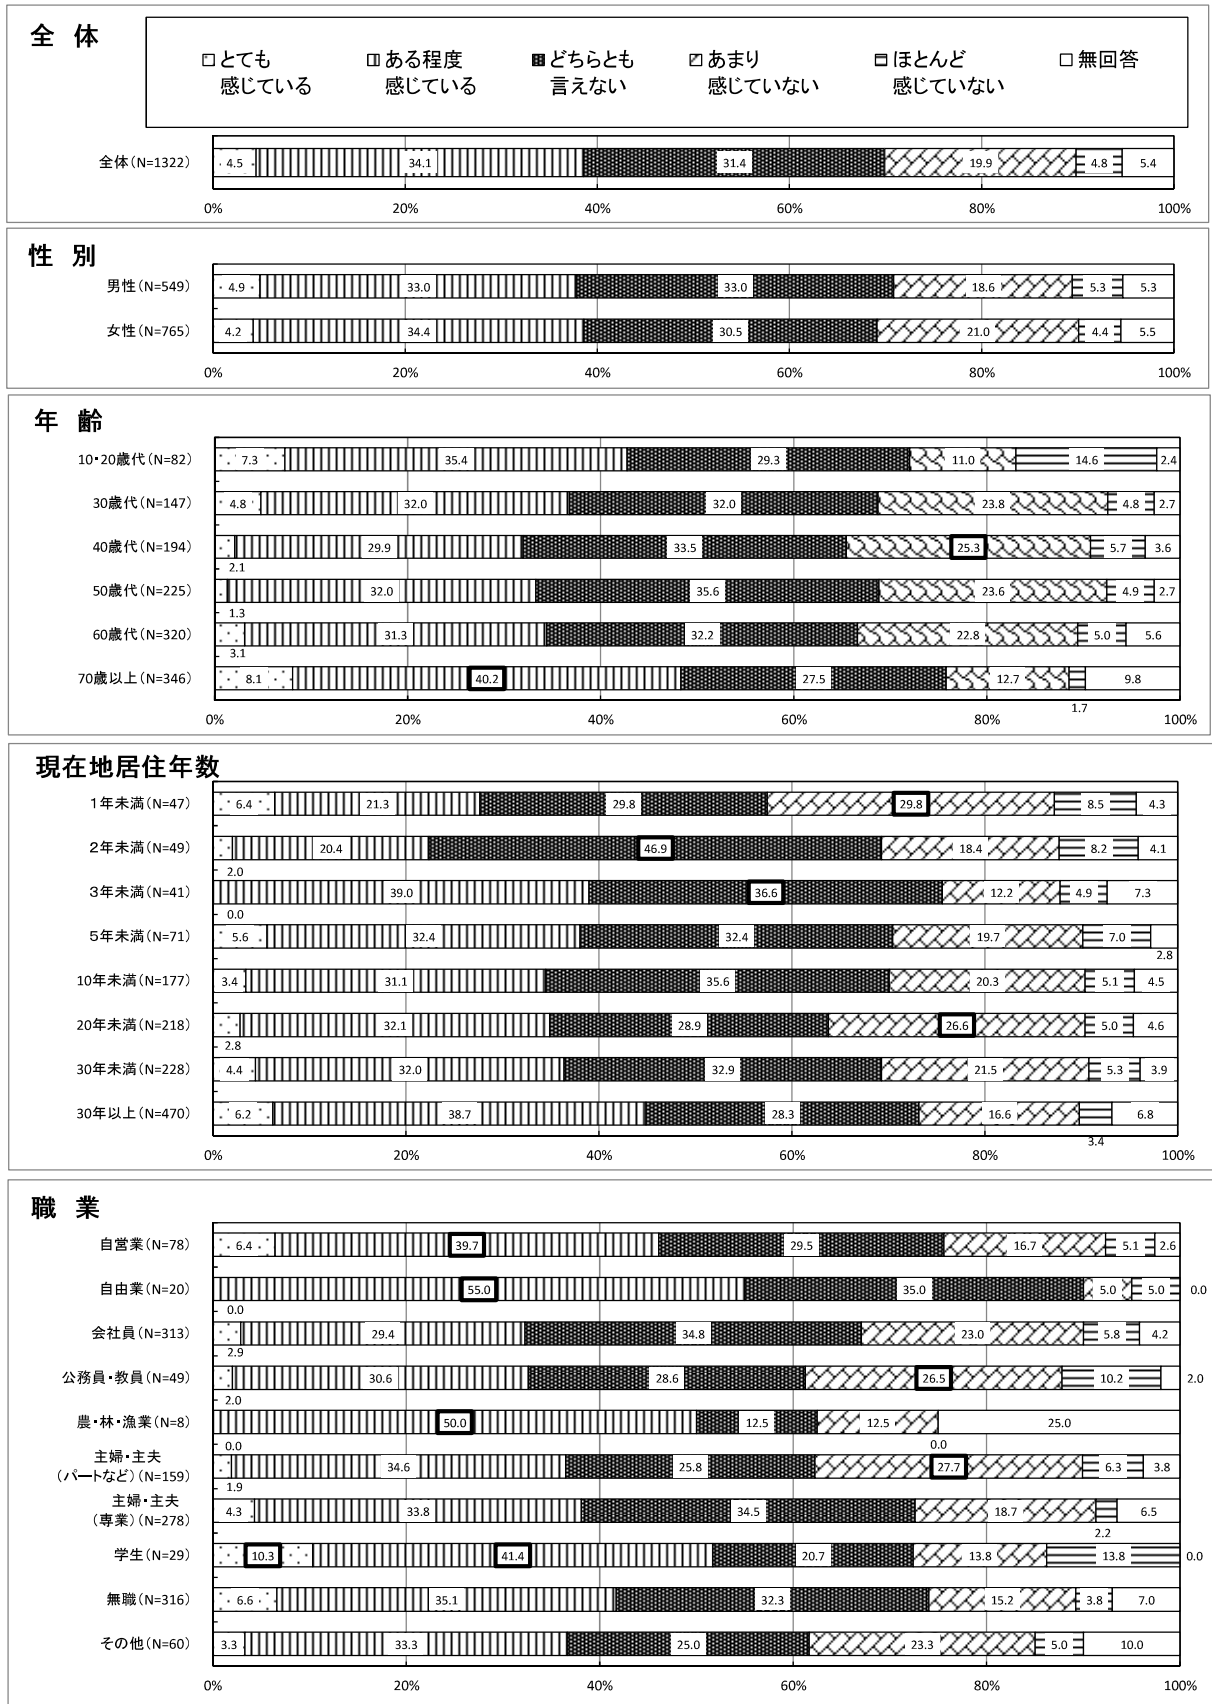 全 体
とても
感じている
ある程度
感じている
どちらとも
言えない
あまり
感じていない
ほとんど
感じていない
無回答
全体(N=1322) 4.5 34.1 31.4 19.9 4.8 5.4
0% 20% 40% 60% 80% 100%
性 別
男性(N=549) 4.9 33.0 33.0 18.6 5.3 5.3
女性(N=765) 4.2 34.4 30.5 21.0 4.4 5.5
0% 20% 40% 60% 80% 100%
年 齢
10・20歳代(N=82) 7.3 35.4 29.3 11.0 14.6 2.4
30歳代(N=147) 4.8 32.0 32.0 23.8 4.8 2.7
40歳代(N=194) 29.9 33.5 25.3 5.7 3.6
2.1
50歳代(N=225) 32.0 35.6 23.6 4.9 2.7
1.3
60歳代(N=320) 31.3 32.2 22.8 5.0 5.6
3.1
70歳以上(N=346) 8.1 40.2 27.5 12.7 9.8
1.7
0% 20% 40% 60% 80% 100%
現在地居住年数
1年未満(N=47) 6.4 21.3 29.8 29.8 8.5 4.3
2年未満(N=49) 20.4 46.9 18.4 8.2 4.1
2.0
3年未満(N=41) 39.0 36.6 12.2 4.9 7.3
0.0
5年未満(N=71) 5.6 32.4 32.4 19.7 7.0
2.8
10年未満(N=177) 3.4 31.1 35.6 20.3 5.1 4.5
20年未満(N=218) 32.1 28.9 26.6 5.0 4.6
2.8
30年未満(N=228) 4.4 32.0 32.9 21.5 5.3 3.9
30年以上(N=470) 6.2 38.7 28.3 16.6 6.8
3.4
0% 20% 40% 60% 80% 100%
職 業
自営業(N=78) 6.4 39.7 29.5 16.7 5.1 2.6
自由業(N=20) 55.0 35.0 5.0 5.0 0.0
0.0
会社員(N=313) 29.4 34.8 23.0 5.8 4.2
2.9
公務員・教員(N=49) 30.6 28.6 26.5 10.2 2.0
2.0
農・林・漁業(N=8) 50.0 12.5 12.5 25.0
0.0 0.0
主婦・主夫
(パートなど)(N=159) 34.6 25.8 27.7 6.3 3.8
1.9
主婦・主夫
(専業)(N=278) 4.3 33.8 34.5 18.7 6.5
2.2
学生(N=29) 10.3 41.4 20.7 13.8 13.8 0.0
無職(N=316) 6.6 35.1 32.3 15.2 3.8 7.0
その他(N=60) 3.3 33.3 25.0 23.3 5.0 10.0
0% 20% 40% 60% 80% 100%